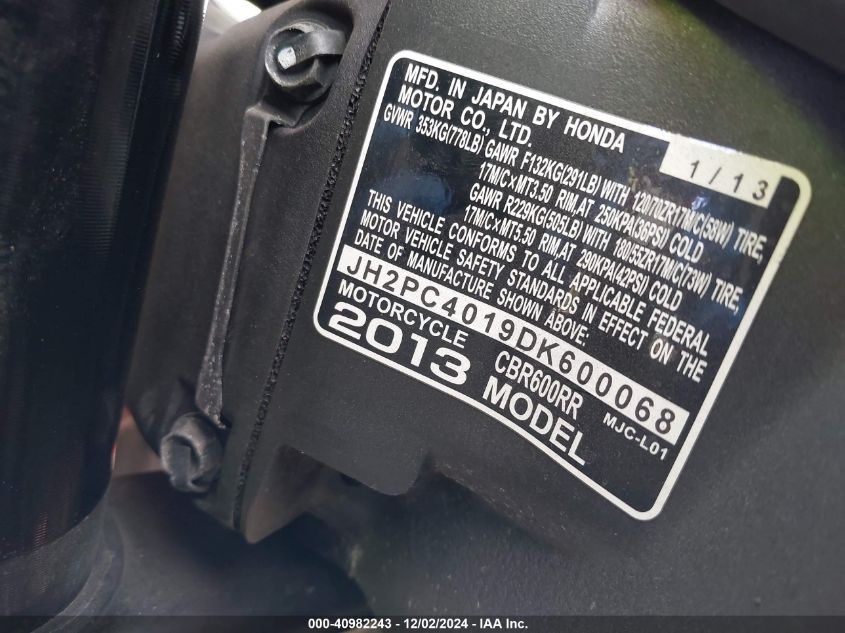 MFD. IN JAPAN BY HONDA
MOTOR CO., LTD.
1/13
GVWR 353KG(778LB) GAWR F132KG(291LB) WITH 120/70ZR17M/C(58W) TIRE,
17M/C×MT3.50 RIM,AT 250KPA(36PSI) COLD
GAWR R229KG(505LB) WITH 180/55ZR17M/C(73W) TIRE,
17M/C×MT5.50 RIM,AT 290KPA(42PSI) COLD
THIS VEHICLE CONFORMS TO ALL APPLICABLE FEDERAL
MOTOR VEHICLE SAFETY STANDARDS IN EFFECT ON THE
DATE OF MANUFACTURE SHOWN ABOVE:
JH2PC4019DK600068
MOTORCYCLE CBR600RR MJC-L01
2013 MODEL
000-40982243 - 12/02/2024 - IAA Inc.